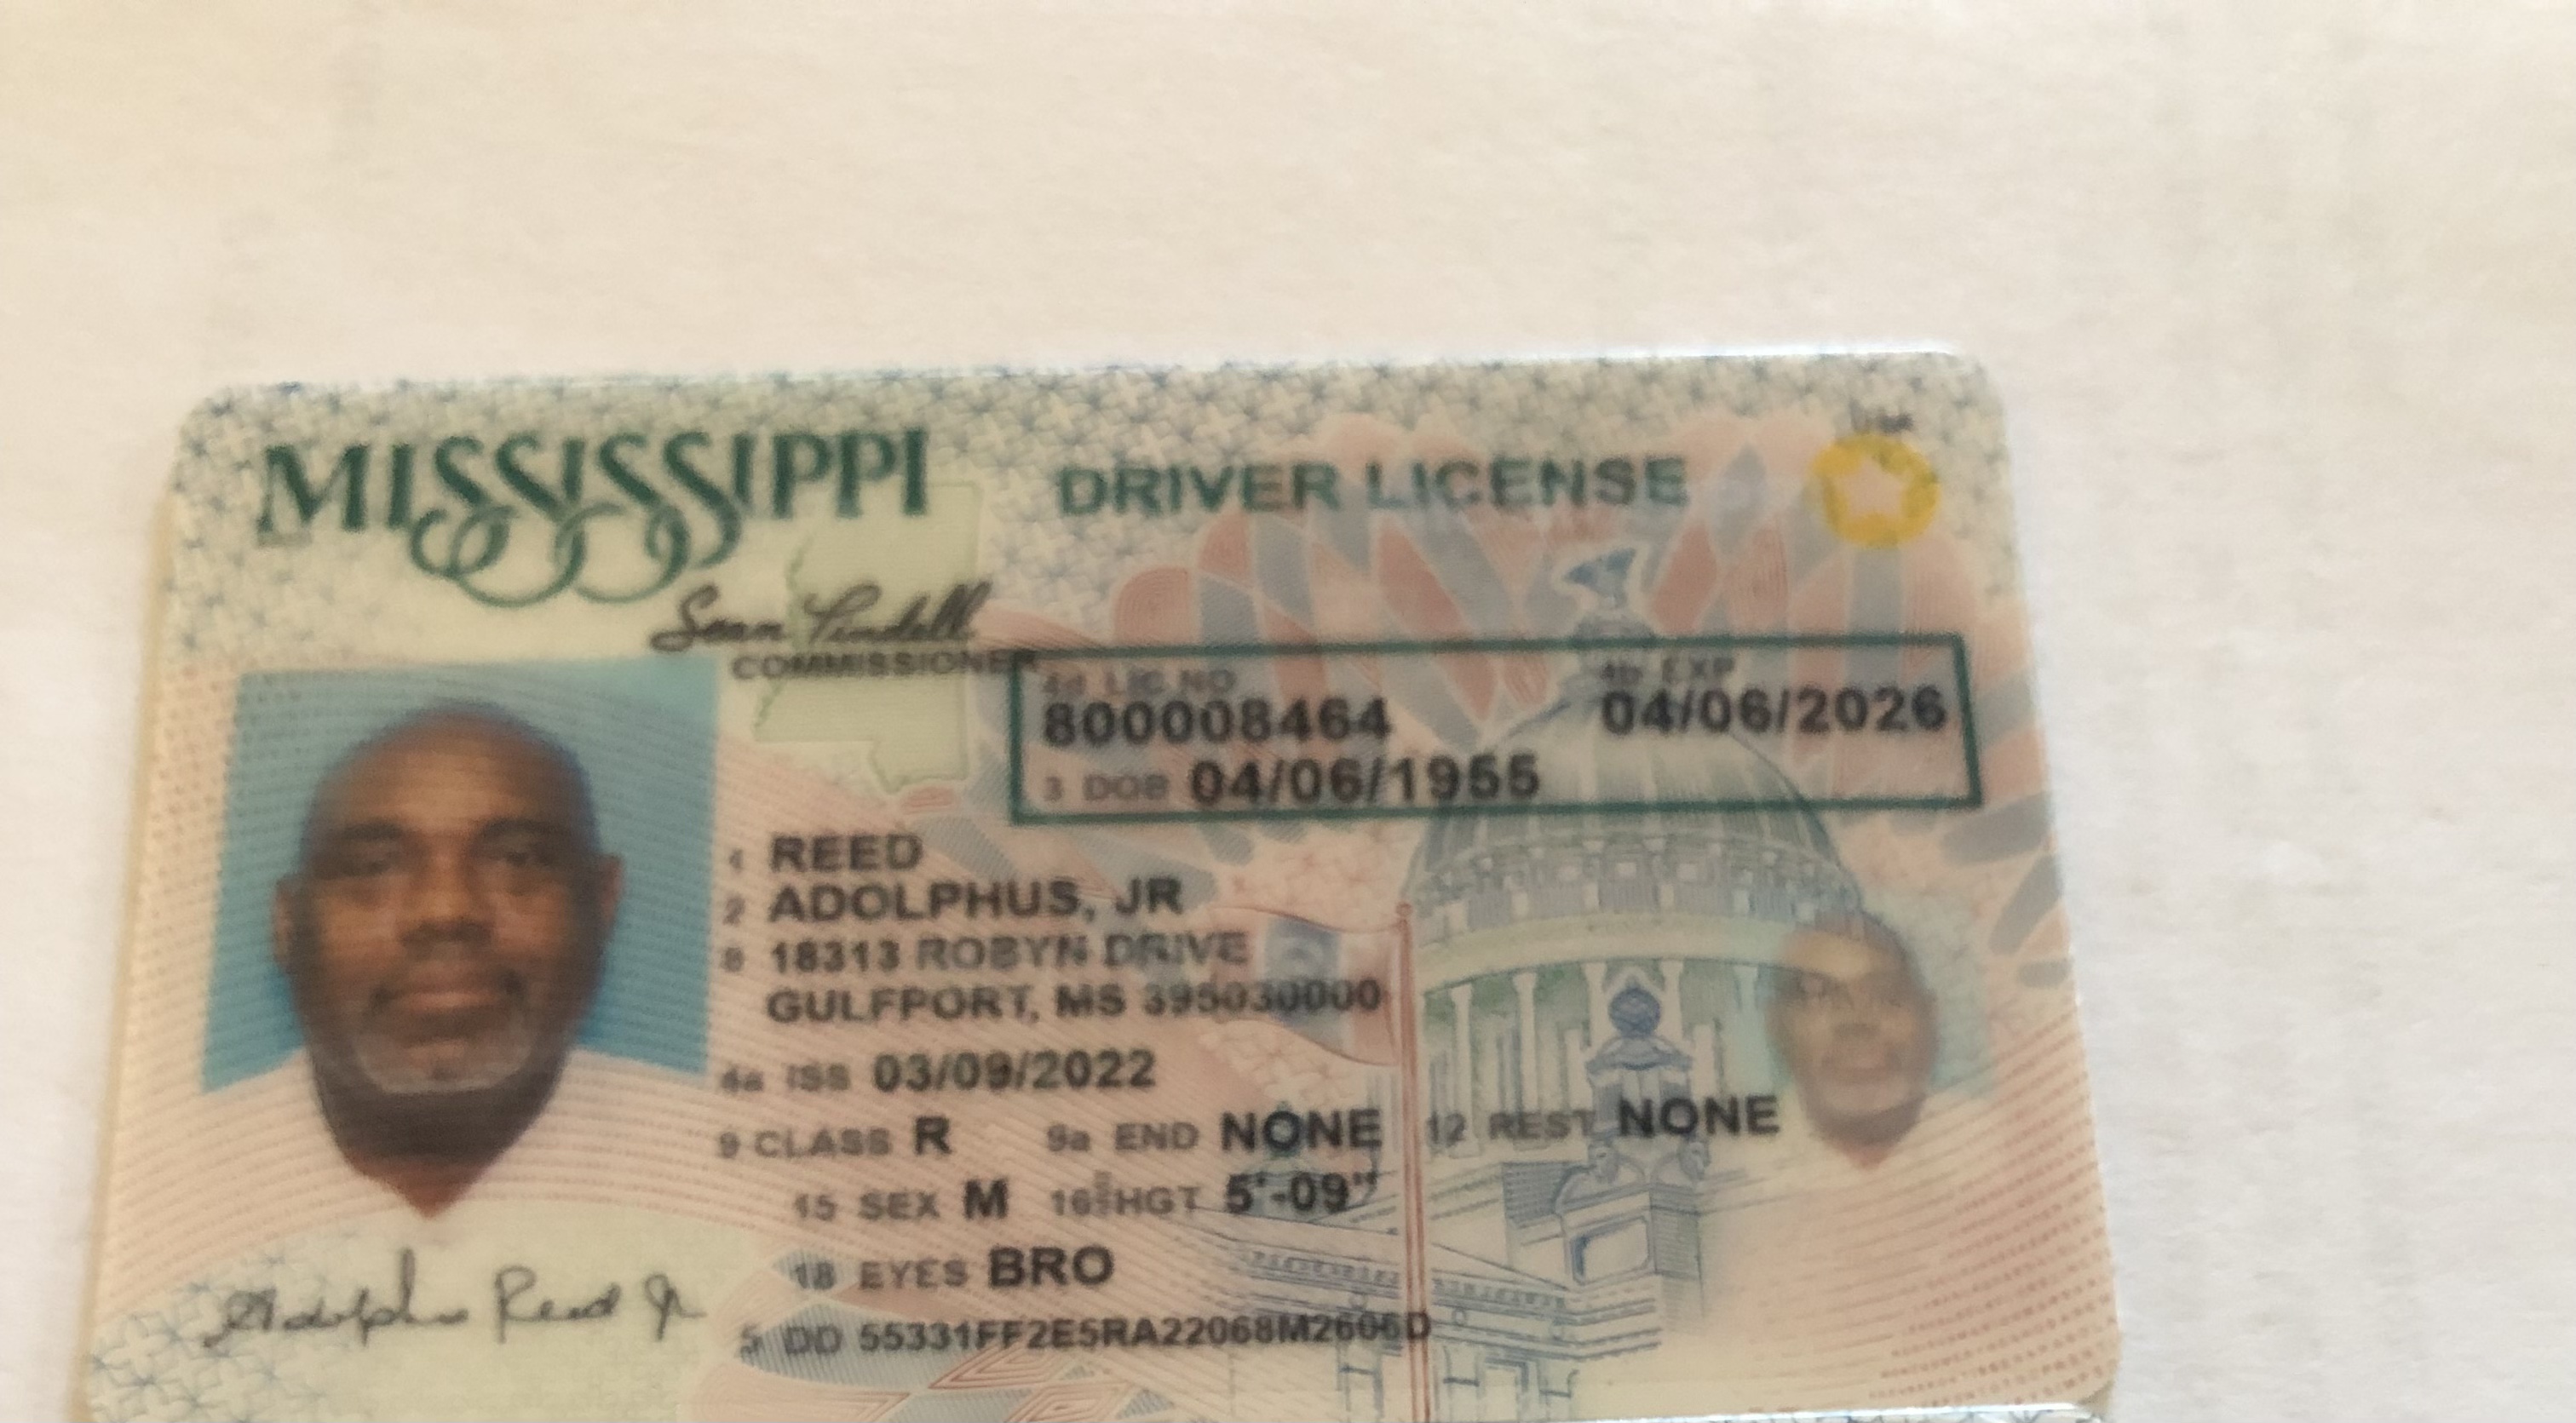 MISSISSIPPI
DRIVER LICENSE
USA
Sean Tindell
COMMISSIONER
4d LIC.NO 4b EXP
800008464 04/06/2026
3 DOB 04/06/1955
1 REED
2 ADOLPHUS, JR
8 18313 ROBYN DRIVE
GULFPORT, MS 395030000
4a ISS 03/09/2022
9 CLASS R 9a END NONE 12 REST NONE
15 SEX M 16 HGT 5'-09"
18 EYES BRO
Adolphus Reed Jr
5 DD 55331FF2E5RA22068M2606D